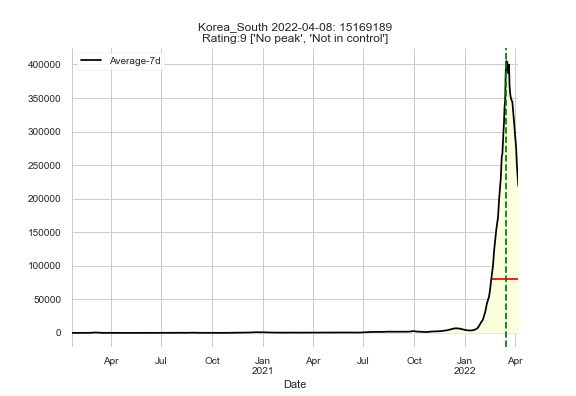 Korea_South 2022-04-08: 15169189
Rating:9 ['No peak', 'Not in control']
Average-7d
400000
350000
300000
250000
200000
150000
100000
50000
0
Apr Jul Oct Jan Apr Jul Oct Jan Apr
2021 2022
Date